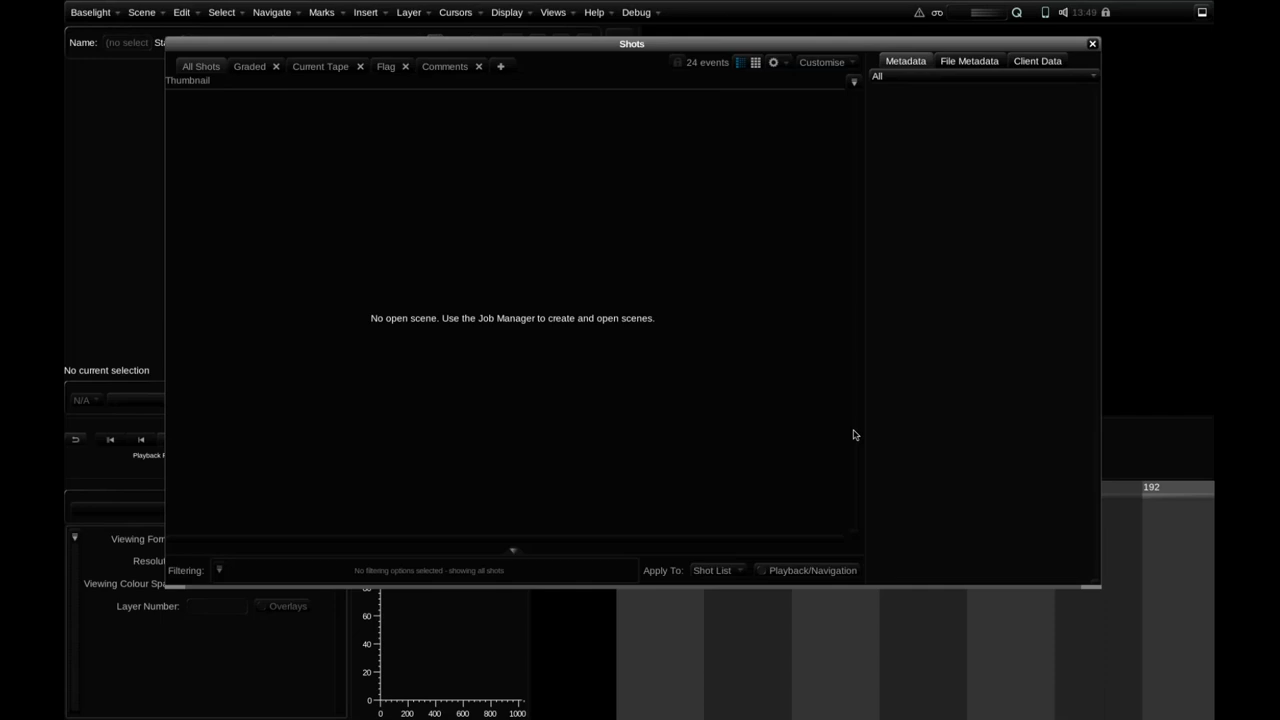 Baselight Scene Edit Select Navigate Marks Insert Layer Cursors Display Views Help Debug 13:49
Name: (no select
Shots
All Shots Graded Current Tape Flag Comments 24 events Customise Metadata File Metadata Client Data
Thumbnail All
No open scene. Use the Job Manager to create and open scenes.
No current selection
N/A
Playback F
192
Viewing Forr
Resolut
Filtering: No filtering options selected - showing all shots Apply To: Shot List Playback/Navigation
Viewing Colour Spa
Layer Number: Overlays
60
40
20
0
0 200 400 600 800 1000